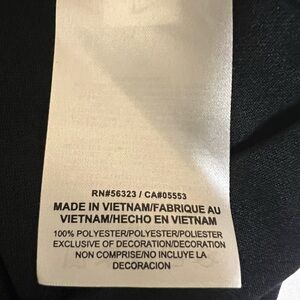 RN#56323 / CA#05553
MADE IN VIETNAM/FABRIQUE AU
VIETNAM/HECHO EN VIETNAM
100% POLYESTER/POLYESTER/POLIESTER
EXCLUSIVE OF DECORATION/DECORATION
NON COMPRISE/NO INCLUYE LA
DECORACION